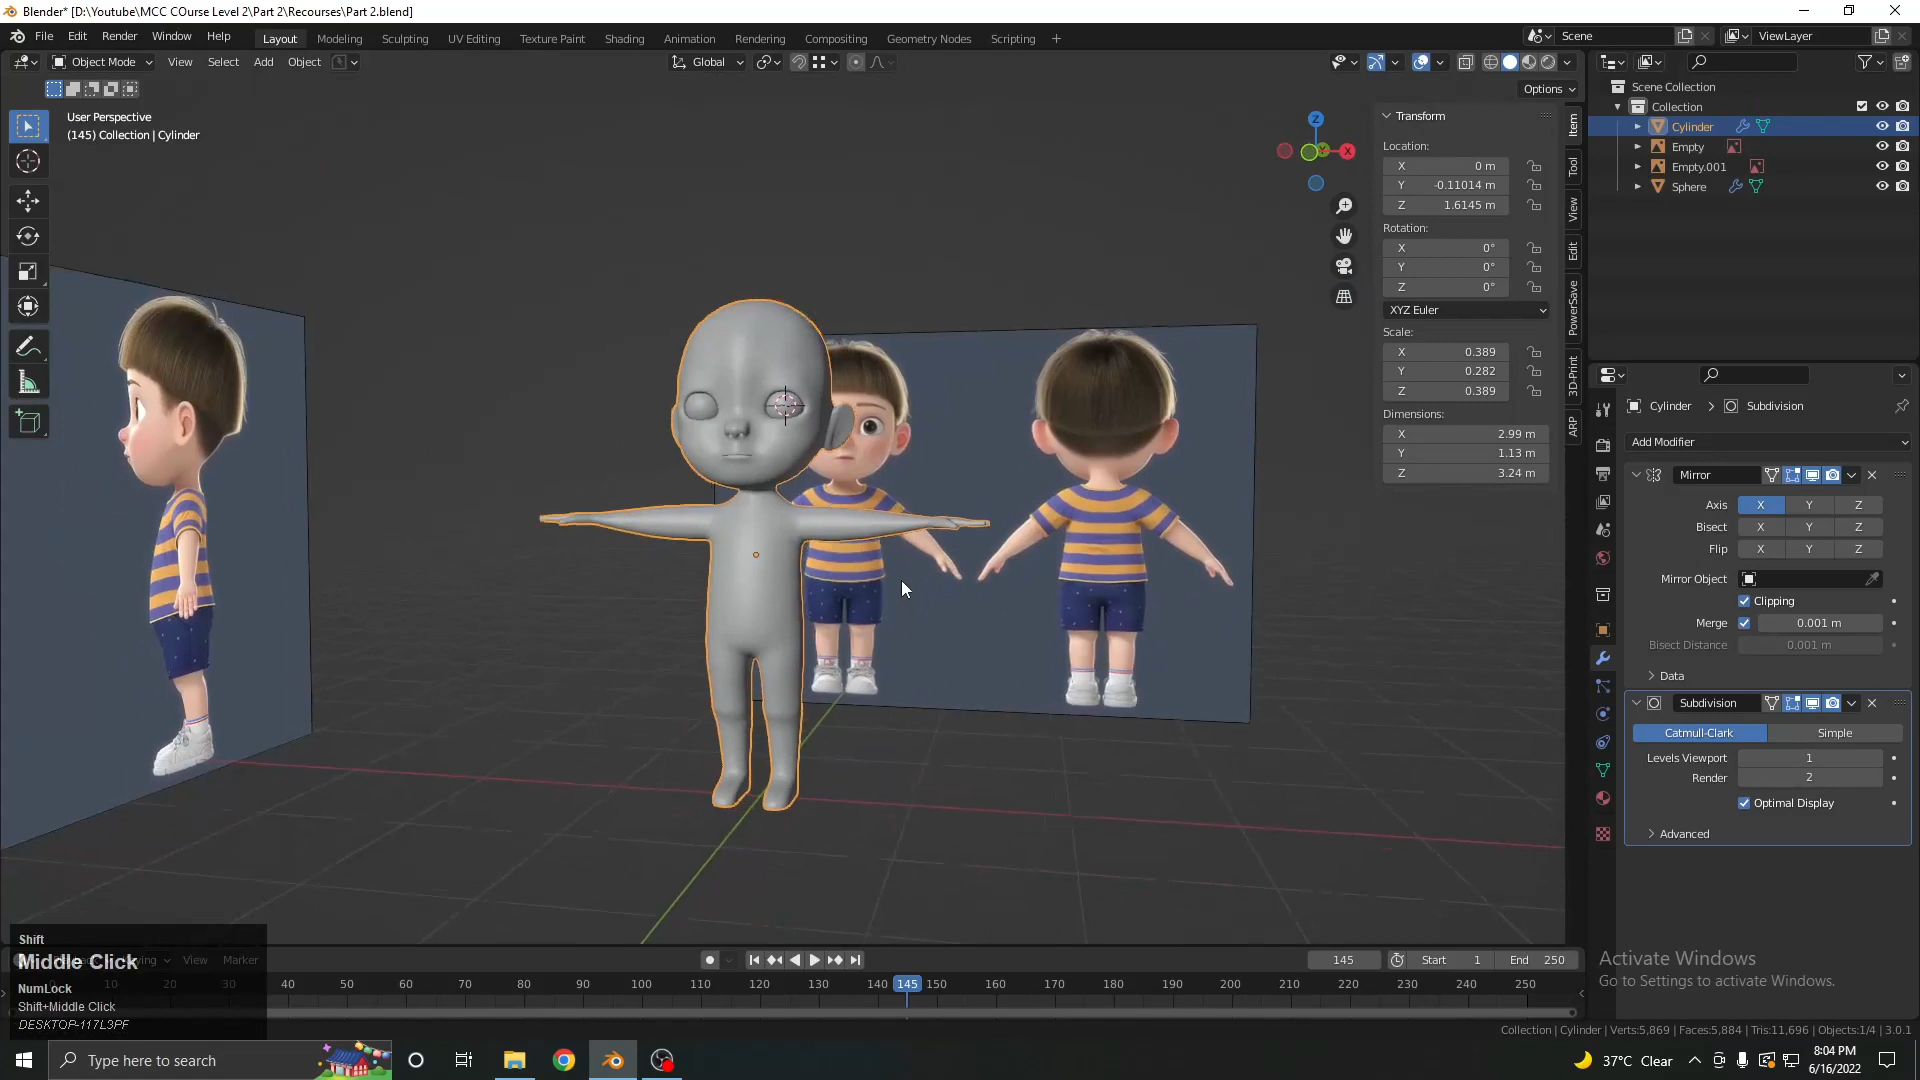 Blender* [D:\Youtube\MCC COurse Level 2\Part 2\Recourses\Part 2.blend]
File Edit Render Window Help
Layout Modeling Sculpting UV Editing Texture Paint Shading Animation Rendering Compositing Geometry Nodes Scripting +
Scene ViewLayer
Object Mode View Select Add Object Global
Options
User Perspective
(145) Collection | Cylinder
Z
X
Transform
Location:
X 0 m
Y -0.11014 m
Z 1.6145 m
Rotation:
X 0°
Y 0°
Z 0°
XYZ Euler
Scale:
X 0.389
Y 0.282
Z 0.389
Dimensions:
X 2.99 m
Y 1.13 m
Z 3.24 m
Item
Tool
View
Edit
PowerSave
3D-Print
ARP
Scene Collection
Collection
Cylinder
Empty
Empty.001
Sphere
Cylinder > Subdivision
Add Modifier
Mirror
Axis X Y Z
Bisect X Y Z
Flip X Y Z
Mirror Object
Clipping
Merge 0.001 m
Bisect Distance 0.001 m
Data
Subdivision
Catmull-Clark Simple
Levels Viewport 1
Render 2
Optimal Display
Advanced
Shift
Middle Click
NumLock
Shift+Middle Click
DESKTOP-117L3PF
View Marker
145 Start 1 End 250
10 20 30 40 50 60 70 80 90 100 110 120 130 140 145 150 160 170 180 190 200 210 220 230 240 250
Activate Windows
Go to Settings to activate Windows.
Collection | Cylinder | Verts:5,869 | Faces:5,884 | Tris:11,696 | Objects:1/4 | 3.0.1
Type here to search
37°C Clear
8:04 PM
6/16/2022